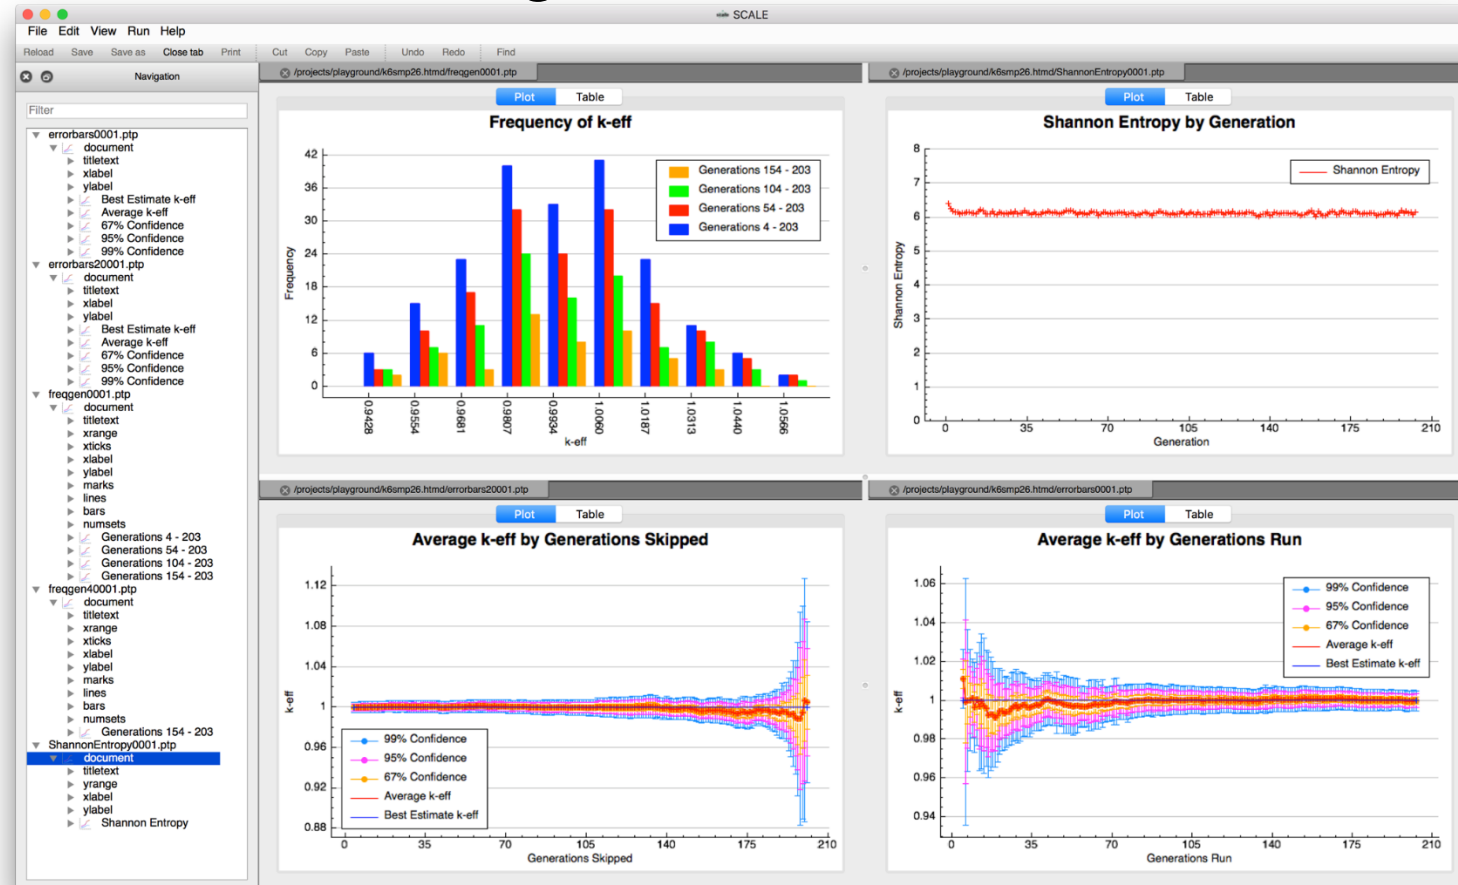 SCALE
File Edit View Run Help
Reload Save Save as Close tab Print Cut Copy Paste Undo Redo Find
Navigation
Filter
errorbars0001.ptp
document
titletext
xlabel
ylabel
Best Estimate k-eff
Average k-eff
67% Confidence
95% Confidence
99% Confidence
errorbars20001.ptp
document
titletext
xlabel
ylabel
Best Estimate k-eff
Average k-eff
67% Confidence
95% Confidence
99% Confidence
freqgen0001.ptp
document
titletext
xrange
xticks
xlabel
ylabel
marks
lines
bars
numsets
Generations 4 - 203
Generations 54 - 203
Generations 104 - 203
Generations 154 - 203
freqgen40001.ptp
document
titletext
xrange
xticks
xlabel
ylabel
marks
lines
bars
numsets
Generations 154 - 203
ShannonEntropy0001.ptp
document
titletext
yrange
xlabel
ylabel
Shannon Entropy
/projects/playground/k6smp26.htmd/freqgen0001.ptp
Plot Table
Frequency of k-eff
Generations 154 - 203
Generations 104 - 203
Generations 54 - 203
Generations 4 - 203
Frequency
42
36
30
24
18
12
6
0
0.9428 0.9554 0.9681 0.9807 0.9934 1.0060 1.0187 1.0313 1.0440 1.0566
k-eff
/projects/playground/k6smp26.htmd/ShannonEntropy0001.ptp
Plot Table
Shannon Entropy by Generation
Shannon Entropy
Shannon Entropy
8
7
6
5
4
3
2
1
0
0 35 70 105 140 175 210
Generation
/projects/playground/k6smp26.htmd/errorbars20001.ptp
Plot Table
Average k-eff by Generations Skipped
k-eff
1.12
1.08
1.04
1
0.96
0.92
0.88
99% Confidence
95% Confidence
67% Confidence
Average k-eff
Best Estimate k-eff
0 35 70 105 140 175 210
Generations Skipped
/projects/playground/k6smp26.htmd/errorbars0001.ptp
Plot Table
Average k-eff by Generations Run
99% Confidence
95% Confidence
67% Confidence
Average k-eff
Best Estimate k-eff
k-eff
1.06
1.04
1.02
1
0.98
0.96
0.94
0 35 70 105 140 175 210
Generations Run